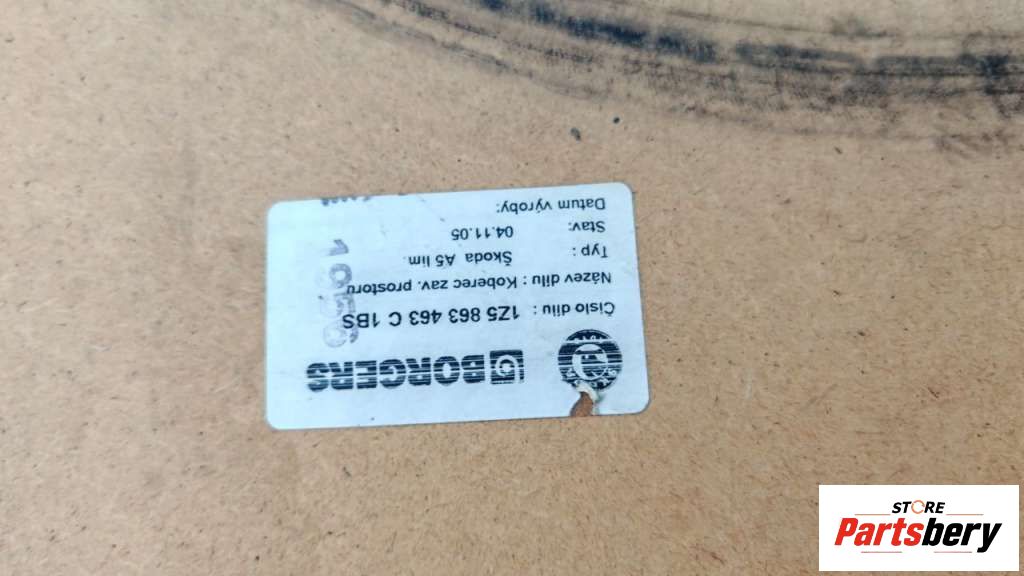 BORGERS
Číslo dílu : 1Z5 863 463 C 1BS
Název dílu : Koberec zav. prostoru
Typ : Škoda A5 lim.
Stav: 04.11.05
Datum výroby:
STORE
Partsbery